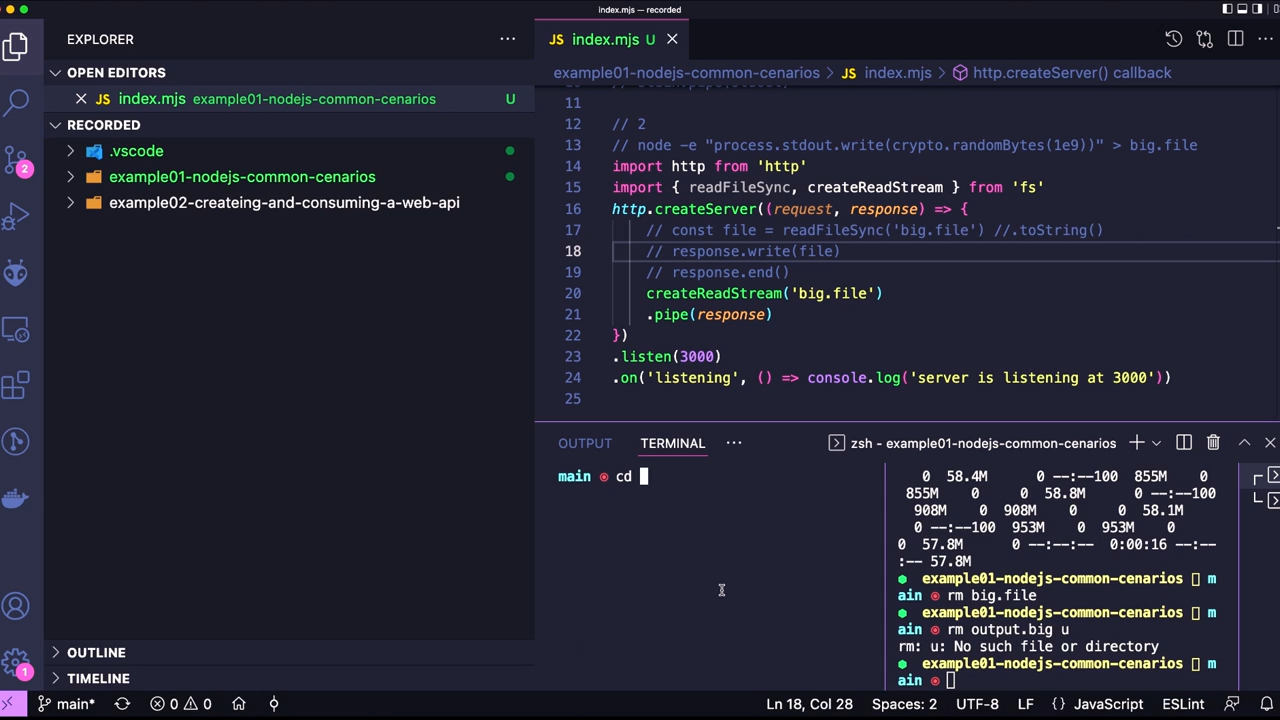 index.mjs — recorded
EXPLORER
OPEN EDITORS
JS index.mjs example01-nodejs-common-cenarios U
RECORDED
.vscode
example01-nodejs-common-cenarios
example02-createing-and-consuming-a-web-api
OUTLINE
TIMELINE
2
1
JS index.mjs U
example01-nodejs-common-cenarios > JS index.mjs > http.createServer() callback
11
12 // 2
13 // node -e "process.stdout.write(crypto.randomBytes(1e9))" > big.file
14 import http from 'http'
15 import { readFileSync, createReadStream } from 'fs'
16 http.createServer((request, response) => {
17 // const file = readFileSync('big.file') //.toString()
18 // response.write(file)
19 // response.end()
20 createReadStream('big.file')
21 .pipe(response)
22 })
23 .listen(3000)
24 .on('listening', () => console.log('server is listening at 3000'))
25
OUTPUT TERMINAL
zsh - example01-nodejs-common-cenarios
main cd
0 58.4M 0 --:--100 855M 0
855M 0 0 58.8M 0 --:--100
908M 0 908M 0 0 58.1M
0 --:--100 953M 0 953M 0
0 57.8M 0 --:--:-- 0:00:16 --:--
:-- 57.8M
example01-nodejs-common-cenarios m
ain rm big.file
example01-nodejs-common-cenarios m
ain rm output.big u
rm: u: No such file or directory
example01-nodejs-common-cenarios m
ain
main* 0 0 Ln 18, Col 28 Spaces: 2 UTF-8 LF {} JavaScript ESLint